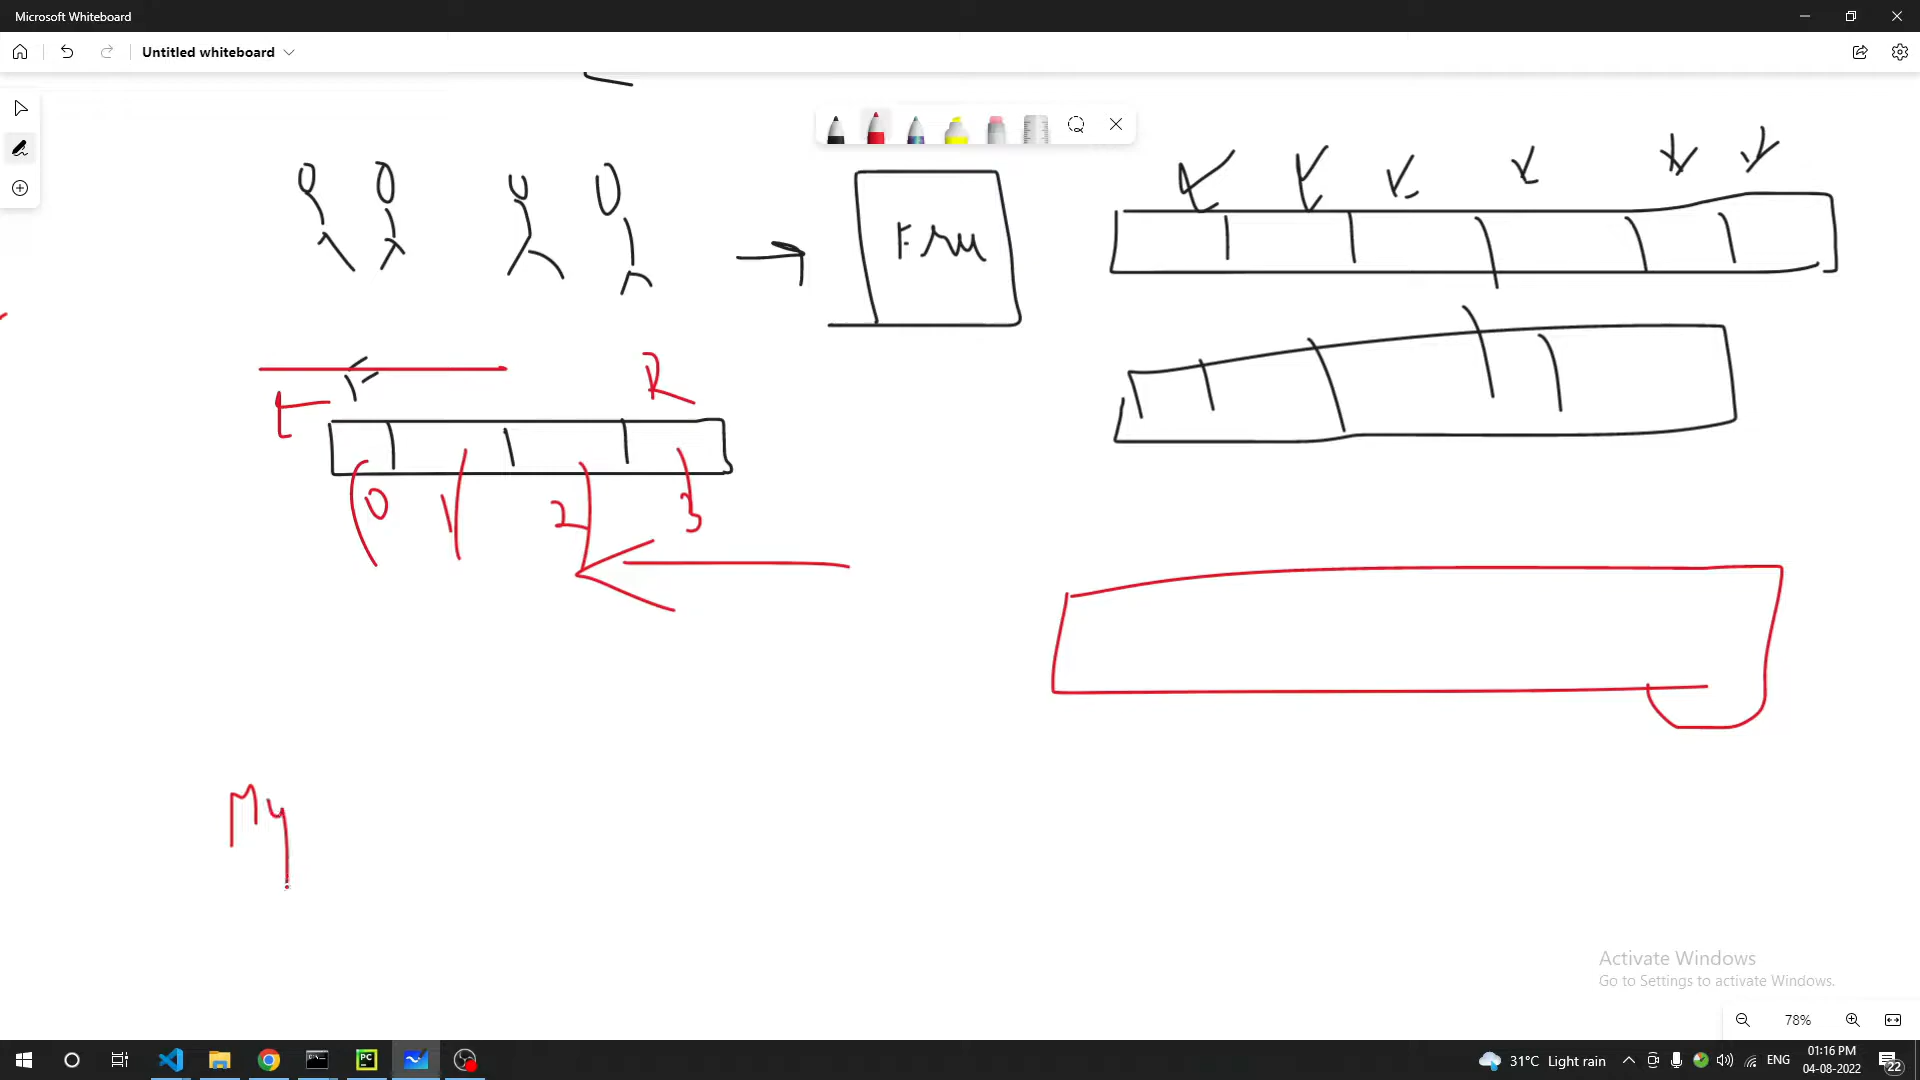 Microsoft Whiteboard
Untitled whiteboard
R
0 1 2 3
My
Activate Windows
Go to Settings to activate Windows.
78%
31°C Light rain
ENG
01:16 PM
04-08-2022
22